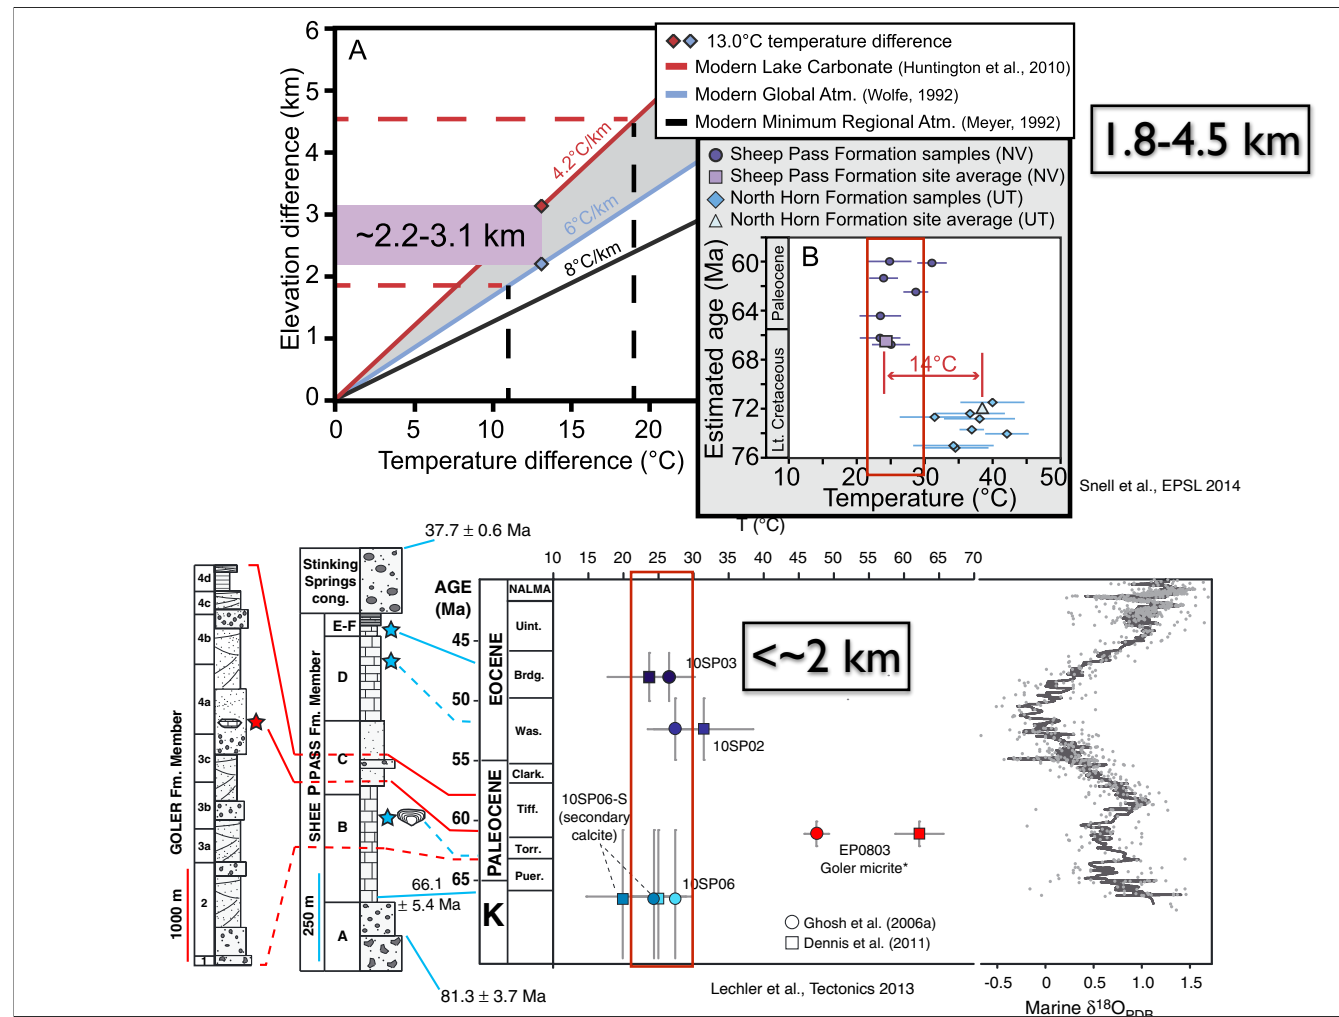 A
6
5
4
3
2
1
0
Elevation difference (km)
0
5
10
15
20
Temperature difference (°C)
4.2°C/km
6°C/km
8°C/km
~2.2-3.1 km
13.0°C temperature difference
Modern Lake Carbonate (Huntington et al., 2010)
Modern Global Atm. (Wolfe, 1992)
Modern Minimum Regional Atm. (Meyer, 1992)
1.8-4.5 km
Sheep Pass Formation samples (NV)
Sheep Pass Formation site average (NV)
North Horn Formation samples (UT)
North Horn Formation site average (UT)
B
Estimated age (Ma)
60
64
68
72
76
Paleocene
Lt. Cretaceous
14°C
10
20
30
40
50
Temperature (°C)
Snell et al., EPSL 2014
T (°C)
10 15 20 25 30 35 40 45 50 55 60 65 70
37.7 ± 0.6 Ma
Stinking
Springs
cong.
E-F
D
C
B
A
SHEEP PASS Fm. Member
250 m
4d
4c
4b
4a
3c
3b
3a
2
1
GOLER Fm. Member
1000 m
66.1
± 5.4 Ma
81.3 ± 3.7 Ma
AGE
(Ma)
45
50
55
60
65
EOCENE
PALEOCENE
K
NALMA
Uint.
Brdg.
Was.
Clark.
Tiff.
Torr.
Puer.
10SP03
10SP02
10SP06-S
(secondary
calcite)
10SP06
<~2 km
EP0803
Goler micrite*
Ghosh et al. (2006a)
Dennis et al. (2011)
Lechler et al., Tectonics 2013
-0.5 0 0.5 1.0 1.5
Marine δ¹⁸O PDB